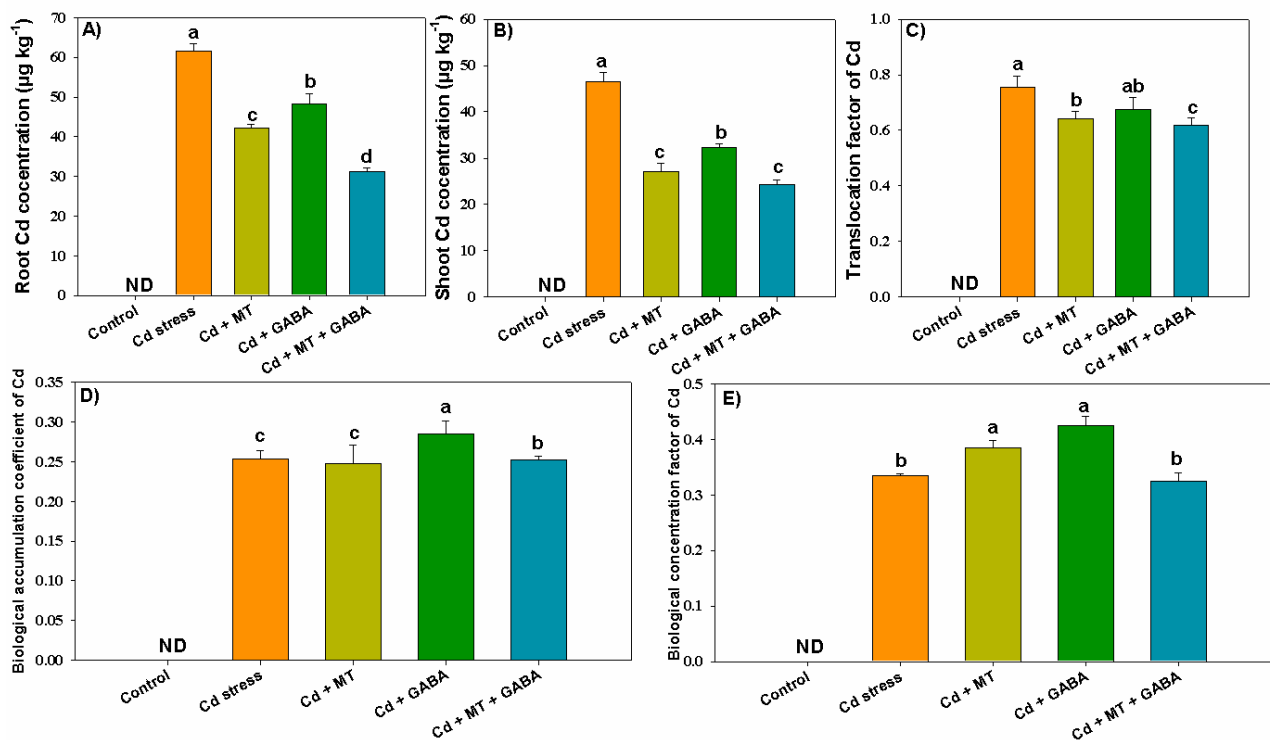 A)
Root Cd cocentration (µg kg-1)
70
60
50
40
30
20
10
0
ND
a
c
b
d
Control
Cd stress
Cd + MT
Cd + GABA
Cd + MT + GABA
B)
Shoot Cd cocentration (µg kg-1)
60
50
40
30
20
10
0
ND
a
c
b
c
Control
Cd stress
Cd + MT
Cd + GABA
Cd + MT + GABA
C)
Translocation factor of Cd
1.0
0.8
0.6
0.4
0.2
0.0
ND
a
b
ab
c
Control
Cd stress
Cd + MT
Cd + GABA
Cd + MT + GABA
D)
Biological accumulation coefficient of Cd
0.35
0.30
0.25
0.20
0.15
0.10
0.05
0.00
ND
c
c
a
b
Control
Cd stress
Cd + MT
Cd + GABA
Cd + MT + GABA
E)
Biological concentration factor of Cd
0.5
0.4
0.3
0.2
0.1
0.0
ND
b
a
a
b
Control
Cd stress
Cd + MT
Cd + GABA
Cd + MT + GABA